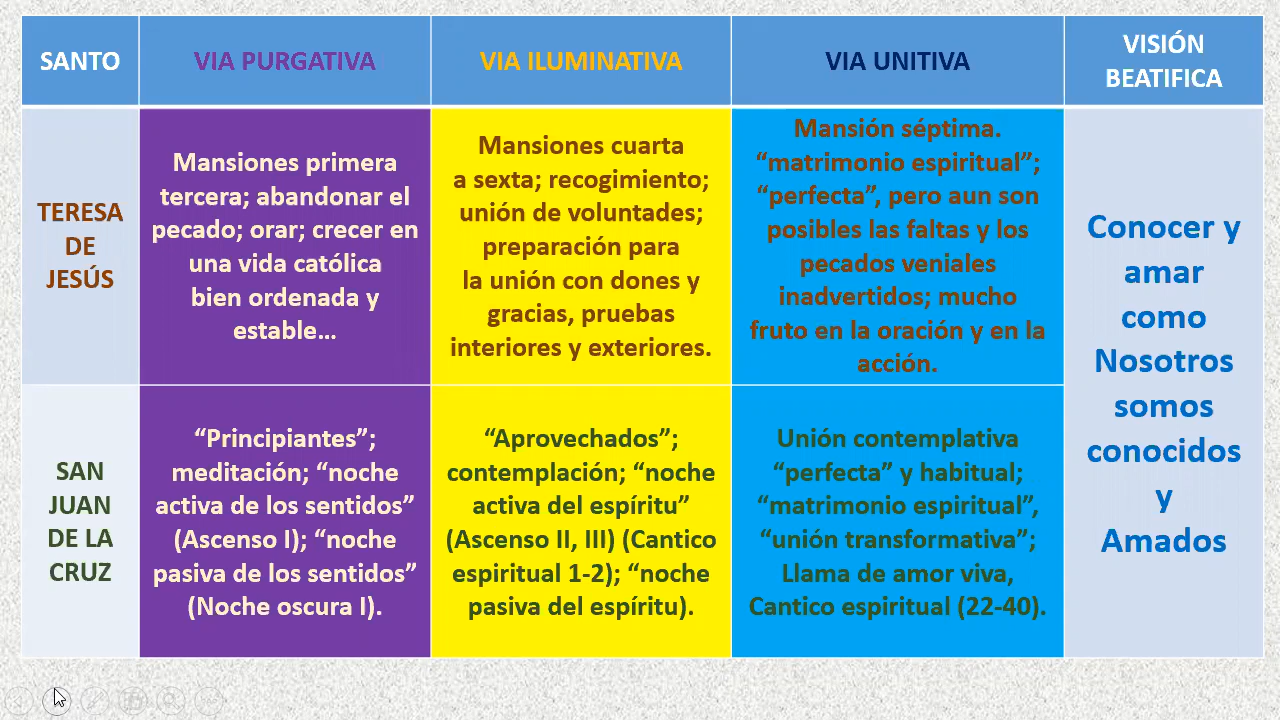 SANTO
VIA PURGATIVA
VIA ILUMINATIVA
VIA UNITIVA
VISIÓN
BEATIFICA
TERESA
DE
JESÚS
Mansiones primera
tercera; abandonar el
pecado; orar; crecer en
una vida católica
bien ordenada y
estable…
Mansiones cuarta
a sexta; recogimiento;
unión de voluntades;
preparación para
la unión con dones y
gracias, pruebas
interiores y exteriores.
Mansión séptima.
“matrimonio espiritual”;
“perfecta”, pero aun son
posibles las faltas y los
pecados veniales
inadvertidos; mucho
fruto en la oración y en la
acción.
Conocer y
amar
como
Nosotros
somos
conocidos
y
Amados
SAN
JUAN
DE LA
CRUZ
“Principiantes”;
meditación; “noche
activa de los sentidos”
(Ascenso I); “noche
pasiva de los sentidos”
(Noche oscura I).
“Aprovechados”;
contemplación; “noche
activa del espíritu”
(Ascenso II, III) (Cantico
espiritual 1-2); “noche
pasiva del espíritu).
Unión contemplativa
“perfecta” y habitual;
“matrimonio espiritual”,
“unión transformativa”;
Llama de amor viva,
Cantico espiritual (22-40).